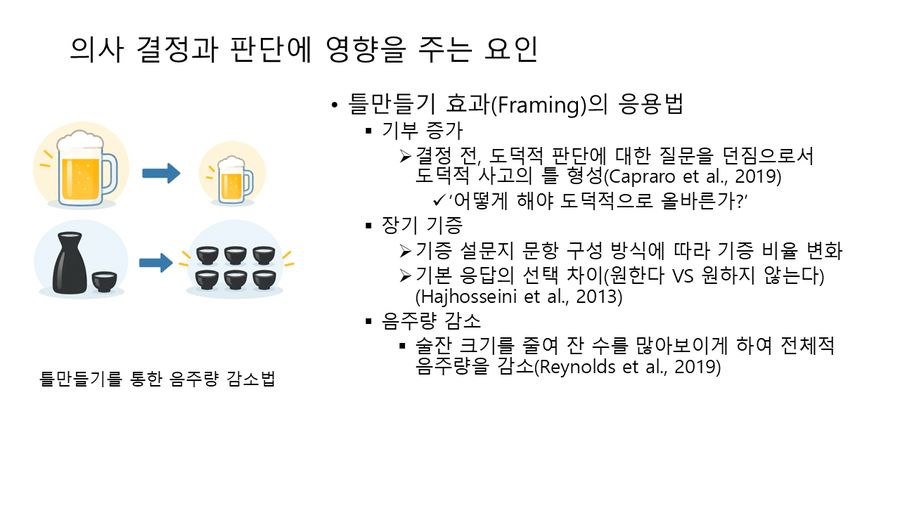 의사 결정과 판단에 영향을 주는 요인
• 틀만들기 효과(Framing)의 응용법
▪ 기부 증가
➢결정 전, 도덕적 판단에 대한 질문을 던짐으로서
도덕적 사고의 틀 형성(Capraro et al., 2019)
✓‘어떻게 해야 도덕적으로 올바른가?’
▪ 장기 기증
➢기증 설문지 문항 구성 방식에 따라 기증 비율 변화
➢기본 응답의 선택 차이(원한다 VS 원하지 않는다)
(Hajhosseini et al., 2013)
▪ 음주량 감소
▪ 술잔 크기를 줄여 잔 수를 많아보이게 하여 전체적
음주량을 감소(Reynolds et al., 2019)
틀만들기를 통한 음주량 감소법